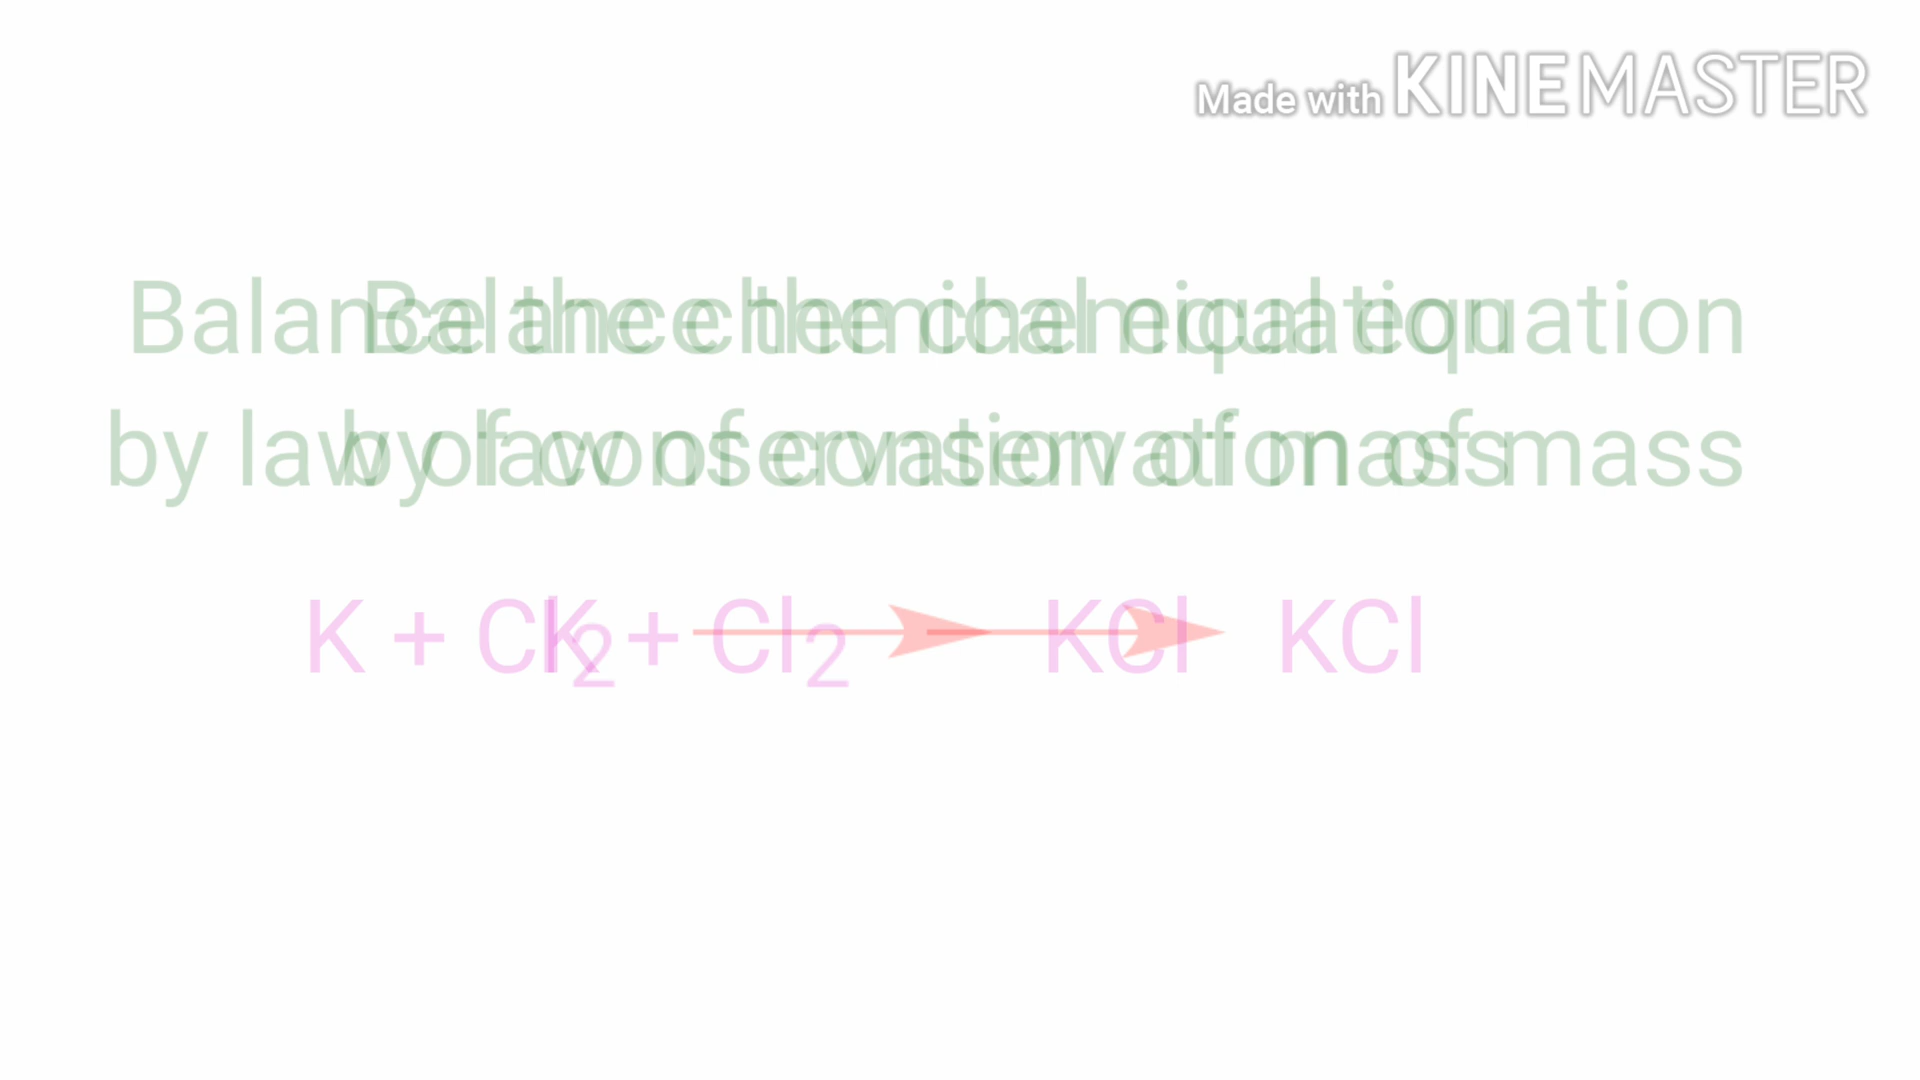 Made with KINEMASTER
Balance the chemical equation
by law of conservation of mass
K + Cl₂ → KCl